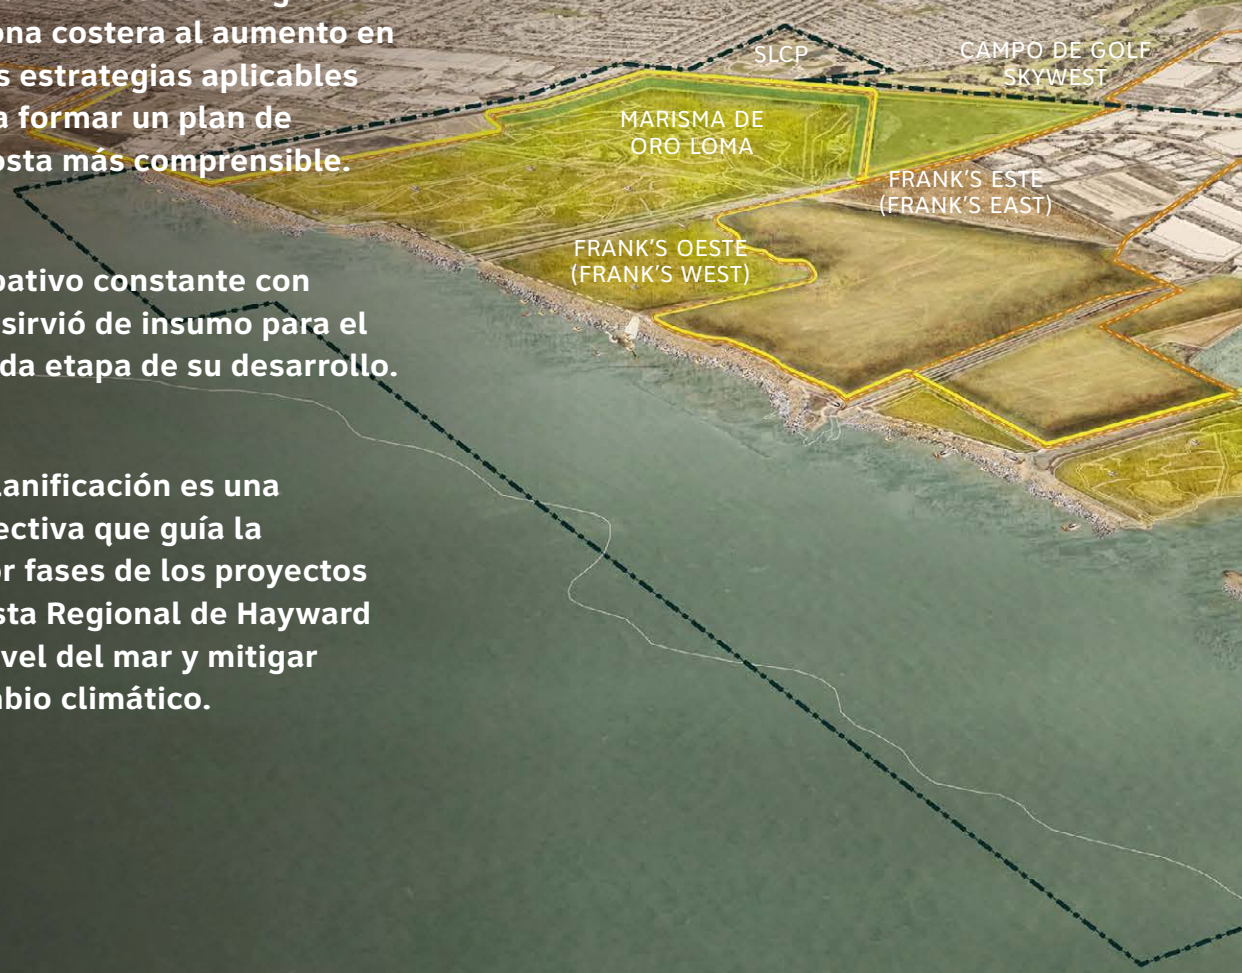 ona costera al aumento en
s estrategias aplicables
a formar un plan de
osta más comprensible.
pativo constante con
sirvió de insumo para el
da etapa de su desarrollo.
lanificación es una
ectiva que guía la
or fases de los proyectos
sta Regional de Hayward
vel del mar y mitigar
bio climático.
SLCP
CAMPO DE GOLF
SKYWEST
MARISMA DE
ORO LOMA
FRANK'S ESTE
(FRANK'S EAST)
FRANK'S OESTE
(FRANK'S WEST)